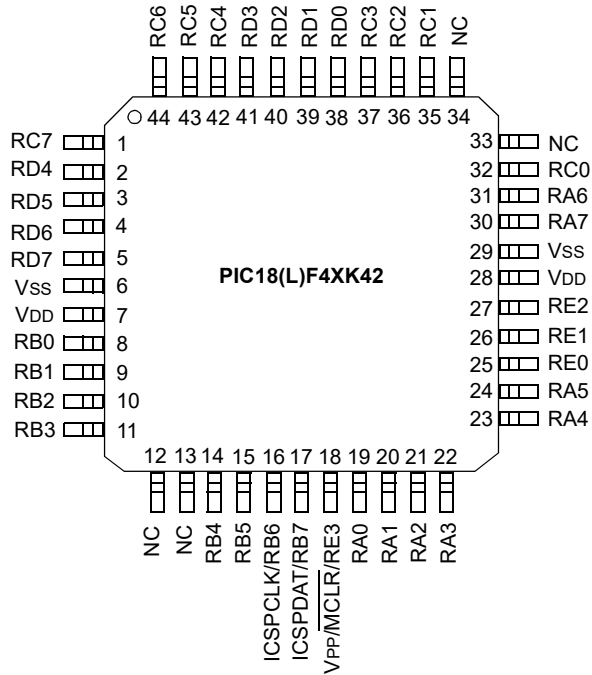 RC6 RC5 RC4 RD3 RD2 RD1 RD0 RC3 RC2 RC1 NC
44 43 42 41 40 39 38 37 36 35 34
RC7 1
RD4 2
RD5 3
RD6 4
RD7 5
VSS 6
VDD 7
RB0 8
RB1 9
RB2 10
RB3 11
33 NC
32 RC0
31 RA6
30 RA7
29 VSS
28 VDD
27 RE2
26 RE1
25 RE0
24 RA5
23 RA4
PIC18(L)F4XK42
12 13 14 15 16 17 18 19 20 21 22
NC
NC
RB4
RB5
ICSPCLK/RB6
ICSPDAT/RB7
VPP/MCLR/RE3
RA0
RA1
RA2
RA3